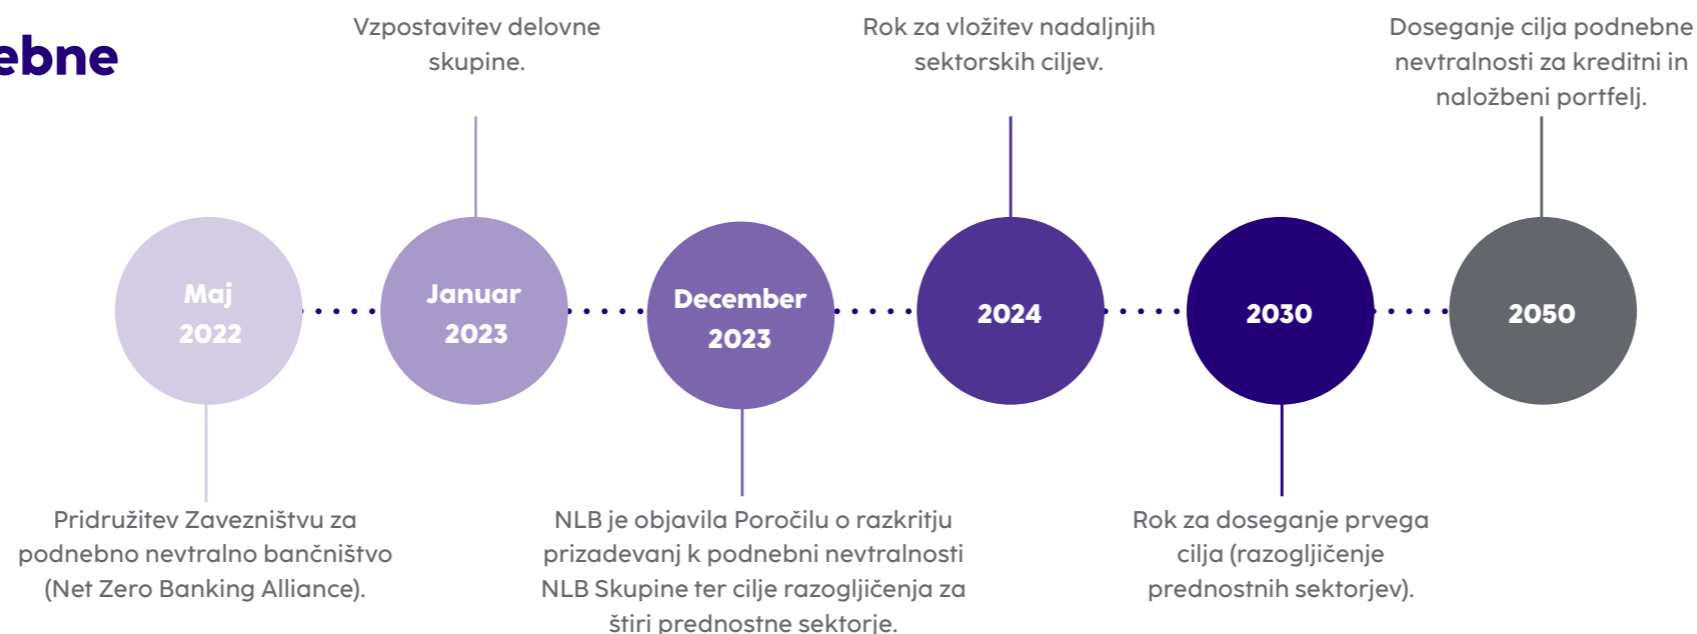 ebne
Vzpostavitev delovne
skupine.
Rok za vložitev nadaljnjih
sektorskih ciljev.
Doseganje cilja podnebne
nevtralnosti za kreditni in
naložbeni portfelj.
Maj
2022
Januar
2023
December
2023
2024
2030
2050
Pridružitev Zavezništvu za
podnebno nevtralno bančništvo
(Net Zero Banking Alliance).
NLB je objavila Poročilu o razkritju
prizadevanj k podnebni nevtralnosti
NLB Skupine ter cilje razogljičenja za
štiri prednostne sektorje.
Rok za doseganje prvega
cilja (razogljičenje
prednostnih sektorjev).